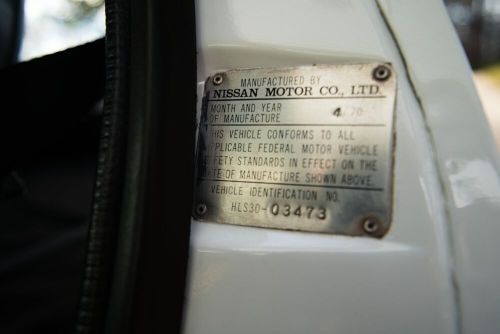 MANUFACTURED BY
NISSAN MOTOR CO., LTD.
MONTH AND YEAR
OF MANUFACTURE 4/70
THIS VEHICLE CONFORMS TO ALL
APPLICABLE FEDERAL MOTOR VEHICLE
SAFETY STANDARDS IN EFFECT ON THE
DATE OF MANUFACTURE SHOWN ABOVE.
VEHICLE IDENTIFICATION NO.
HLS30-03473